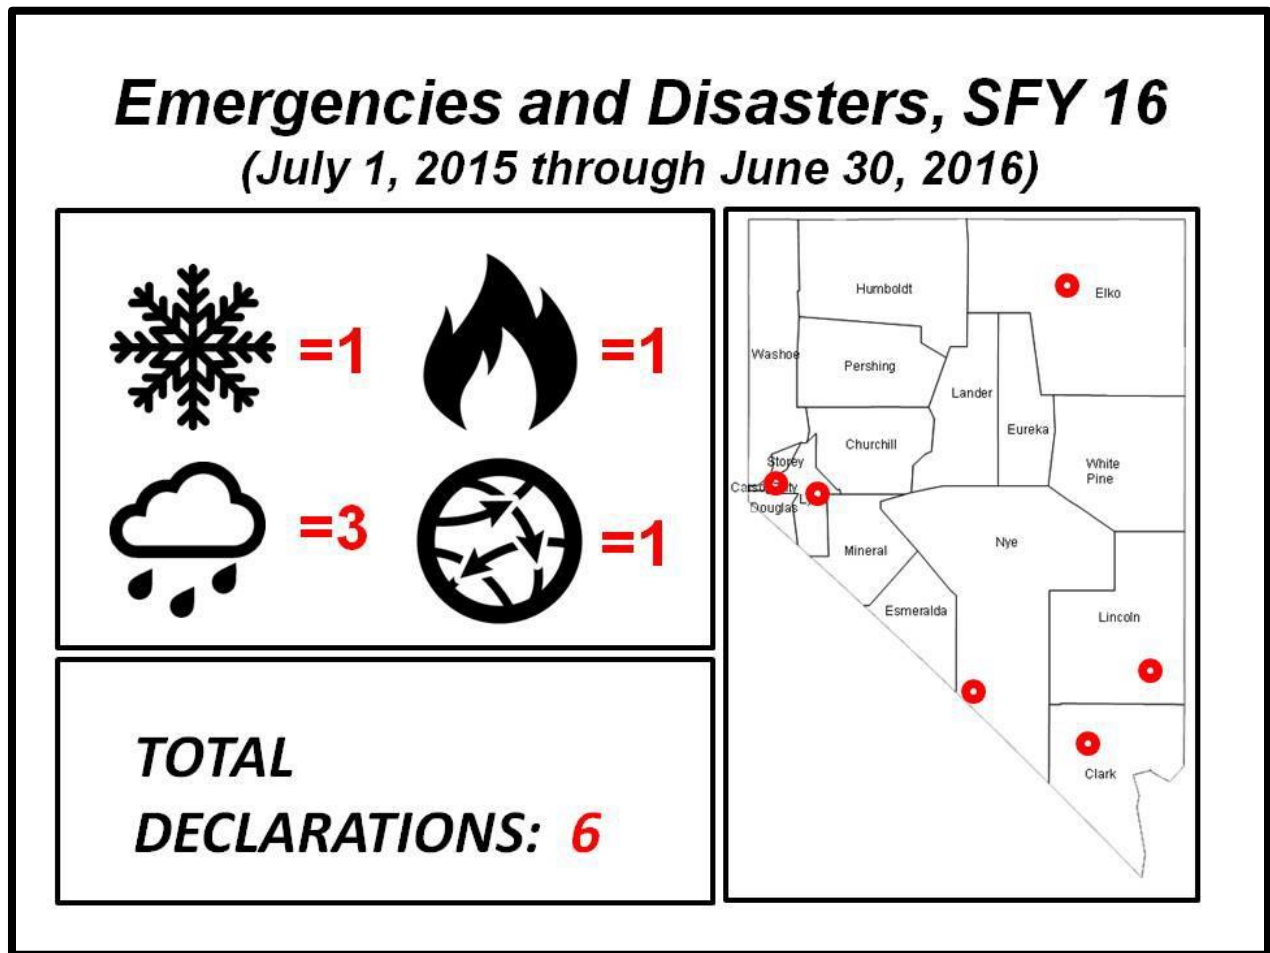 Emergencies and Disasters, SFY 16
(July 1, 2015 through June 30, 2016)
=1
=1
=3
=1
TOTAL
DECLARATIONS: 6
Humboldt
Elko
Washoe
Pershing
Lander
Eureka
Churchill
Storey
White
Pine
Douglas
Mineral
Nye
Esmeralda
Lincoln
Clark